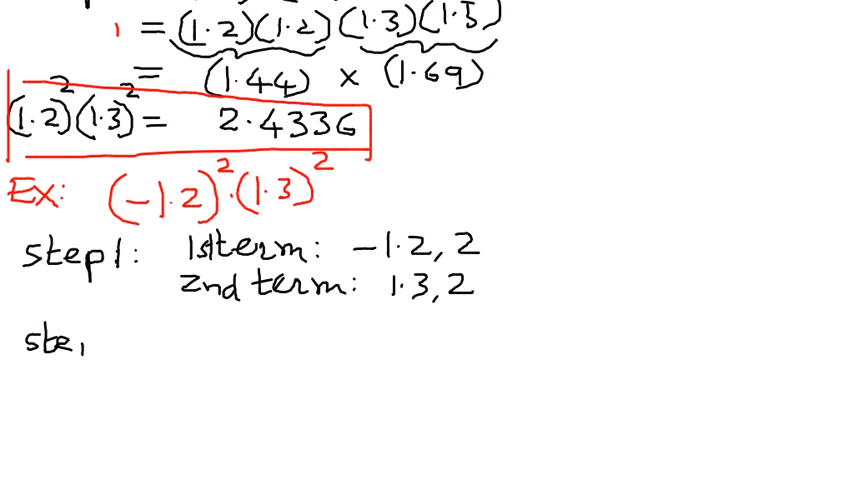 = (1.2)(1.2) (1.3)(1.3)
= (1.44) × (1.69)
(1.2)²(1.3)² = 2.4336
Ex: (-1.2)².(1.3)²
step1: 1st term: -1.2, 2
2nd term: 1.3, 2
ste